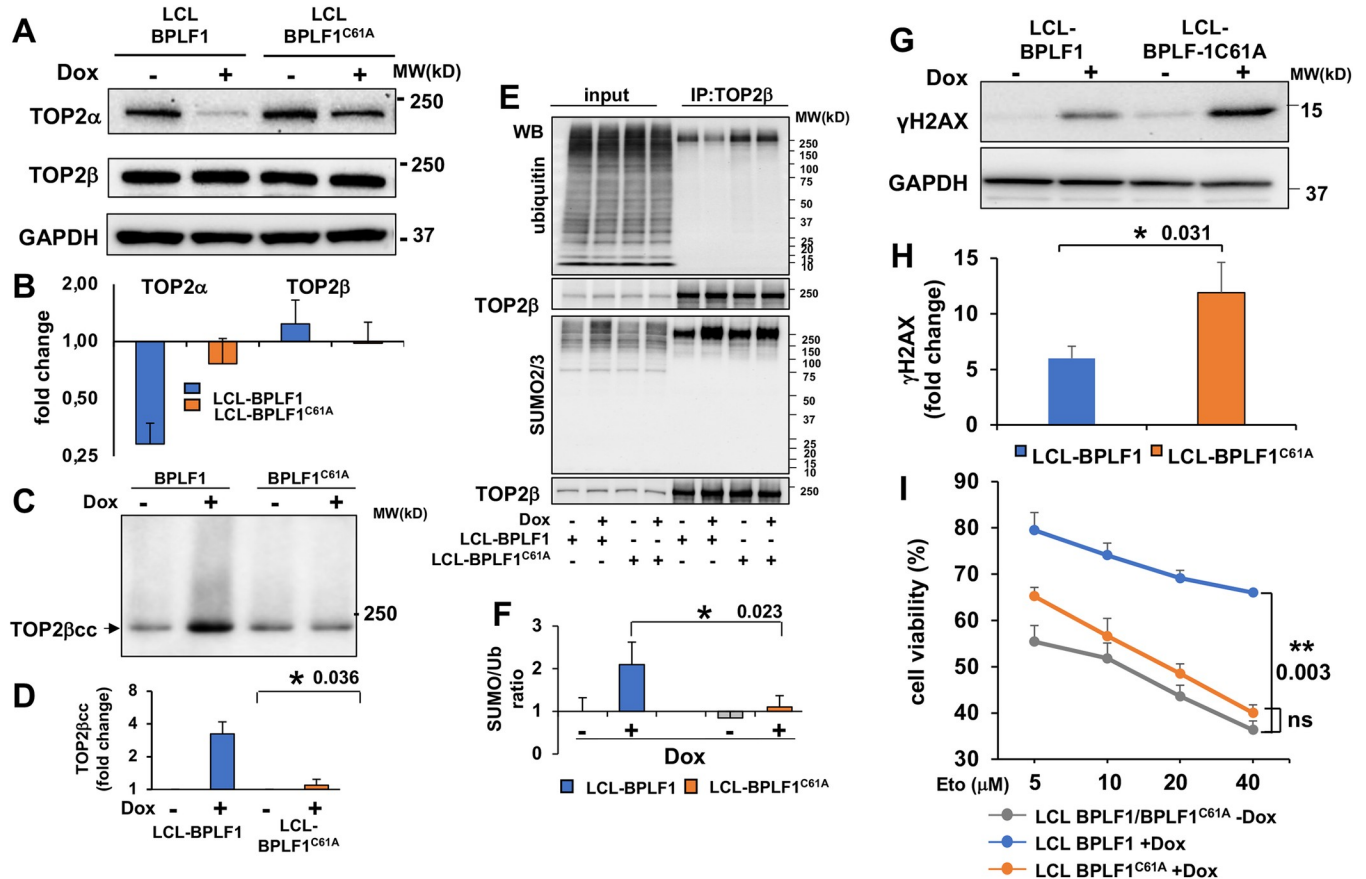 A
LCL
BPLF1
LCL
BPLF1C61A
Dox - + - + MW(kD)
TOP2α
250
TOP2β
250
GAPDH
37
B
TOP2α TOP2β
fold change
2,00
1,00
0,50
0,25
LCL-BPLF1
LCL-BPLF1C61A
C
BPLF1 BPLF1C61A
Dox - + - + MW(kD)
250
TOP2βcc
D
* 0.036
TOP2βcc
(fold change)
8
4
2
1
Dox - + - +
LCL-BPLF1
LCL-
BPLF1C61A
E
input IP:TOP2β
WB
MW(kD)
ubiquitin
250
150
100
75
50
37
25
20
15
10
TOP2β
250
SUMO2/3
250
150
100
75
50
37
25
20
15
10
TOP2β
250
Dox - + - + - + - +
LCL-BPLF1 + + - - + + - -
LCL-BPLF1C61A - - + + - - + +
F
* 0.023
SUMO/Ub
ratio
3
2
1
0
- + - +
Dox
LCL-BPLF1 LCL-BPLF1C61A
G
LCL-
BPLF1
LCL-
BPLF-1C61A
Dox - + - + MW(kD)
γH2AX
15
GAPDH
37
H
* 0.031
γH2AX
(fold change)
15
10
5
0
LCL-BPLF1 LCL-BPLF1C61A
I
cell viability (%)
90
80
70
60
50
40
30
**
0.003
ns
Eto (µM) 5 10 20 40
LCL BPLF1/BPLF1C61A -Dox
LCL BPLF1 +Dox
LCL BPLF1C61A +Dox